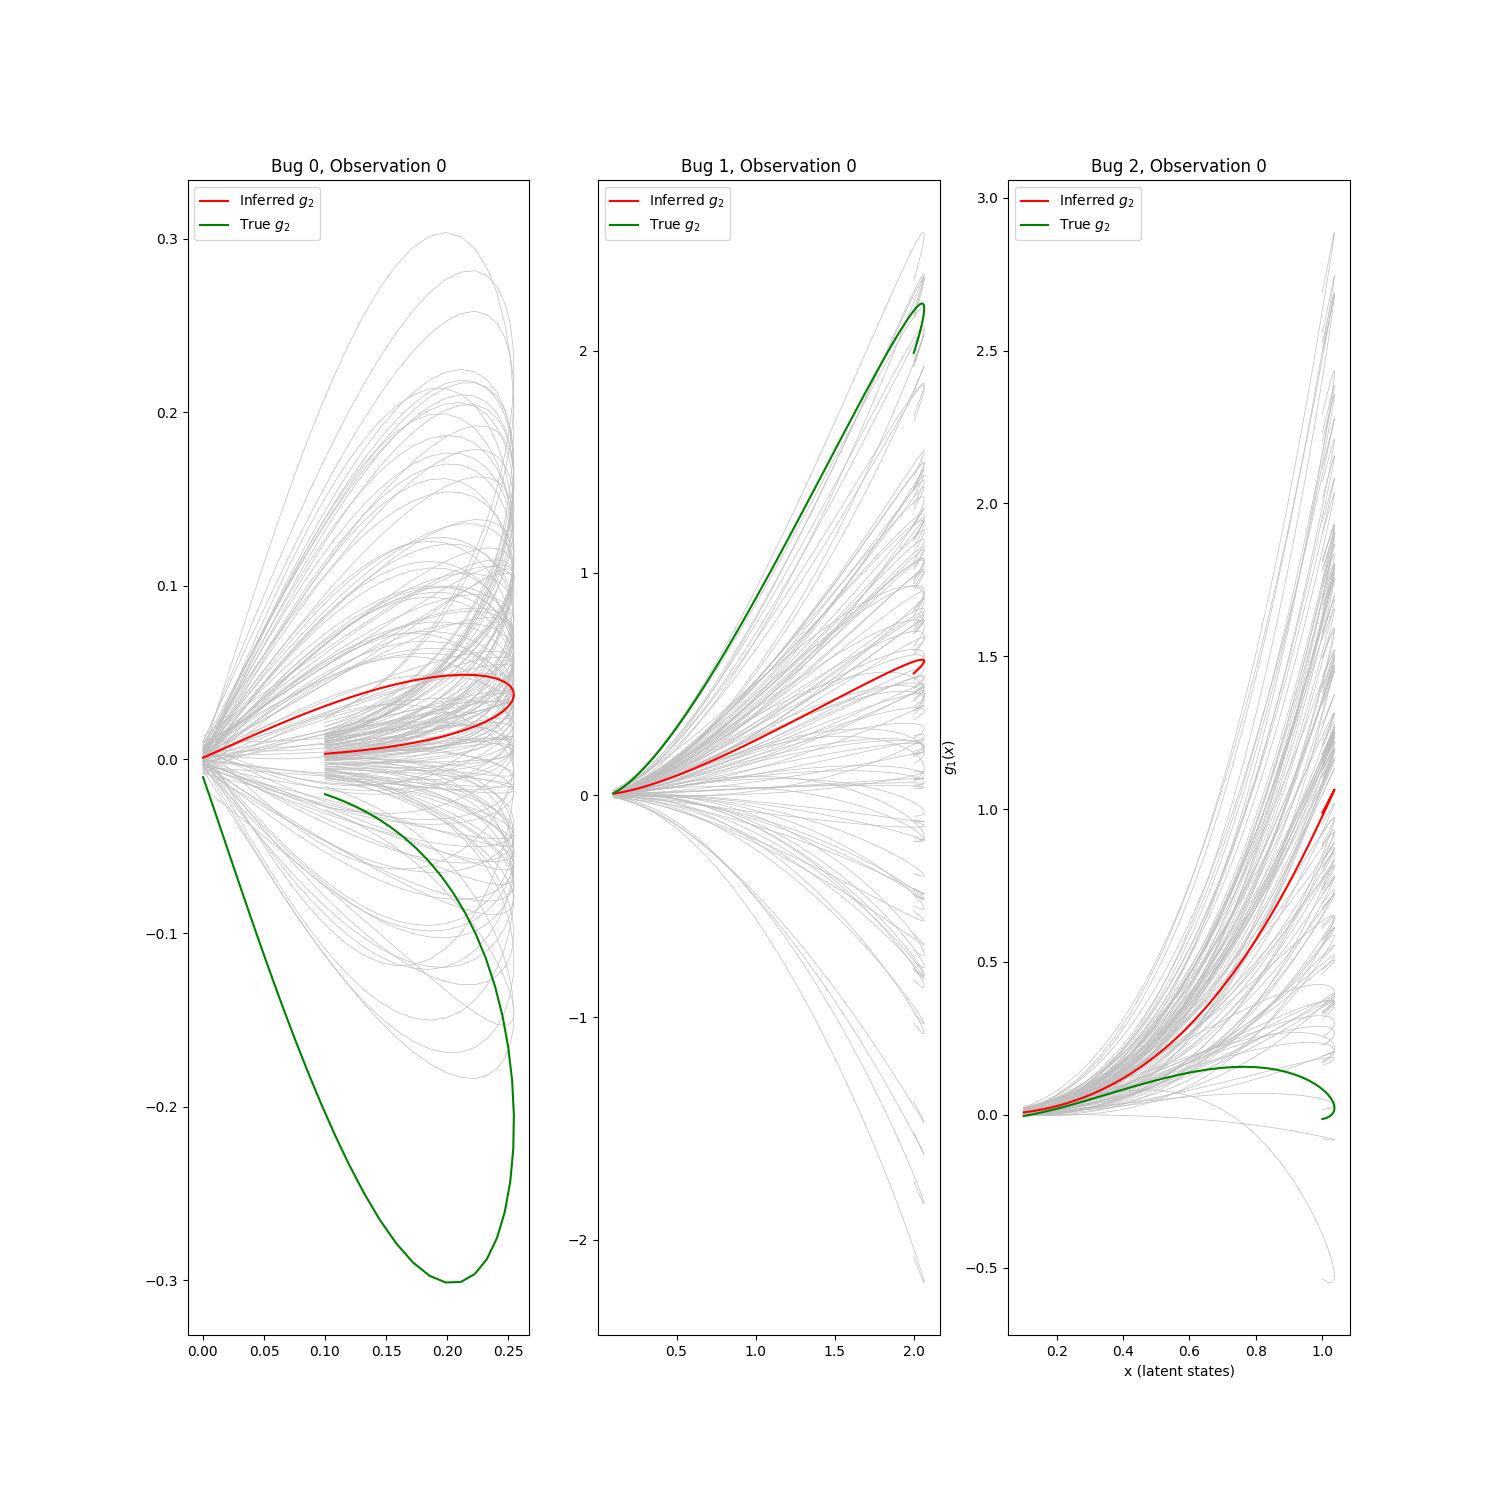 Bug 0, Observation 0
Inferred g₂
True g₂
0.3
0.2
0.1
0.0
−0.1
−0.2
−0.3
0.00 0.05 0.10 0.15 0.20 0.25
Bug 1, Observation 0
Inferred g₂
True g₂
2
1
0
−1
−2
0.5 1.0 1.5 2.0
Bug 2, Observation 0
Inferred g₂
True g₂
g₁(x)
3.0
2.5
2.0
1.5
1.0
0.5
0.0
−0.5
0.2 0.4 0.6 0.8 1.0
x (latent states)